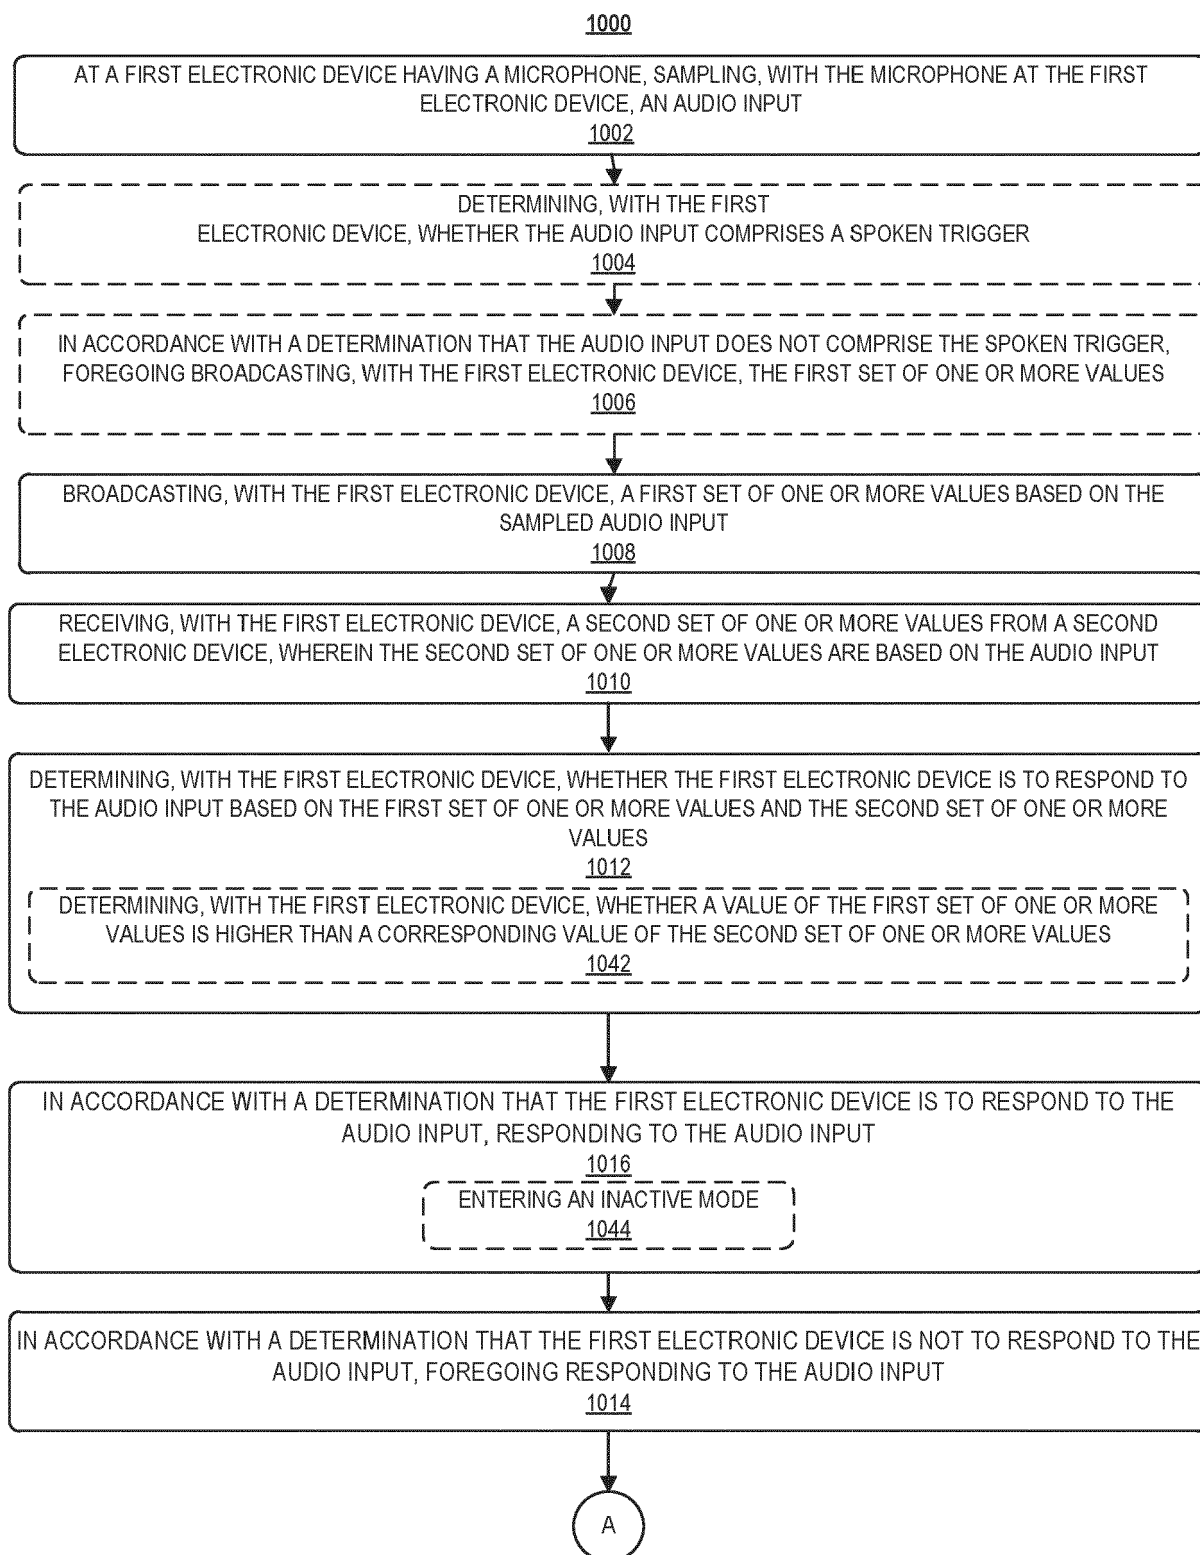 1000
AT A FIRST ELECTRONIC DEVICE HAVING A MICROPHONE, SAMPLING, WITH THE MICROPHONE AT THE FIRST
ELECTRONIC DEVICE, AN AUDIO INPUT
1002
DETERMINING, WITH THE FIRST
ELECTRONIC DEVICE, WHETHER THE AUDIO INPUT COMPRISES A SPOKEN TRIGGER
1004
IN ACCORDANCE WITH A DETERMINATION THAT THE AUDIO INPUT DOES NOT COMPRISE THE SPOKEN TRIGGER,
FOREGOING BROADCASTING, WITH THE FIRST ELECTRONIC DEVICE, THE FIRST SET OF ONE OR MORE VALUES
1006
BROADCASTING, WITH THE FIRST ELECTRONIC DEVICE, A FIRST SET OF ONE OR MORE VALUES BASED ON THE
SAMPLED AUDIO INPUT
1008
RECEIVING, WITH THE FIRST ELECTRONIC DEVICE, A SECOND SET OF ONE OR MORE VALUES FROM A SECOND
ELECTRONIC DEVICE, WHEREIN THE SECOND SET OF ONE OR MORE VALUES ARE BASED ON THE AUDIO INPUT
1010
DETERMINING, WITH THE FIRST ELECTRONIC DEVICE, WHETHER THE FIRST ELECTRONIC DEVICE IS TO RESPOND TO
THE AUDIO INPUT BASED ON THE FIRST SET OF ONE OR MORE VALUES AND THE SECOND SET OF ONE OR MORE
VALUES
1012
DETERMINING, WITH THE FIRST ELECTRONIC DEVICE, WHETHER A VALUE OF THE FIRST SET OF ONE OR MORE
VALUES IS HIGHER THAN A CORRESPONDING VALUE OF THE SECOND SET OF ONE OR MORE VALUES
1042
IN ACCORDANCE WITH A DETERMINATION THAT THE FIRST ELECTRONIC DEVICE IS TO RESPOND TO THE
AUDIO INPUT, RESPONDING TO THE AUDIO INPUT
1016
ENTERING AN INACTIVE MODE
1044
IN ACCORDANCE WITH A DETERMINATION THAT THE FIRST ELECTRONIC DEVICE IS NOT TO RESPOND TO THE
AUDIO INPUT, FOREGOING RESPONDING TO THE AUDIO INPUT
1014
A